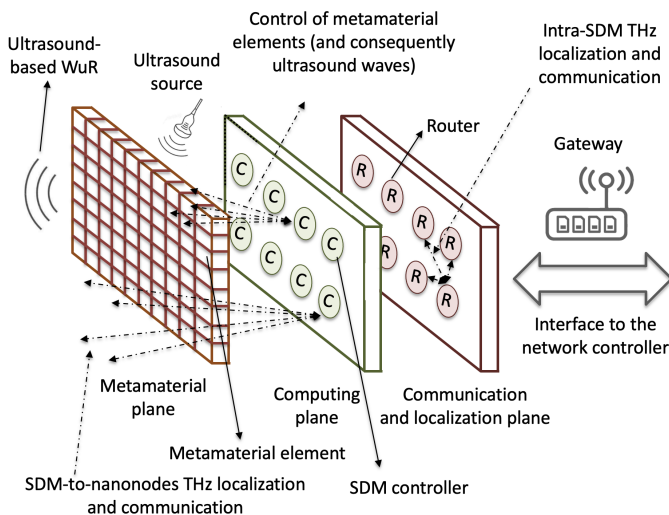 Ultrasound-
based WuR
Ultrasound
source
Control of metamaterial
elements (and consequently
ultrasound waves)
Intra-SDM THz
localization and
communication
Router
Gateway
C
C
C
C
C
C
C
C
R
R
R
R
R
R
R
R
Interface to the
network controller
Metamaterial
plane
Computing
plane
Communication
and localization plane
Metamaterial element
SDM-to-nanonodes THz localization
and communication
SDM controller